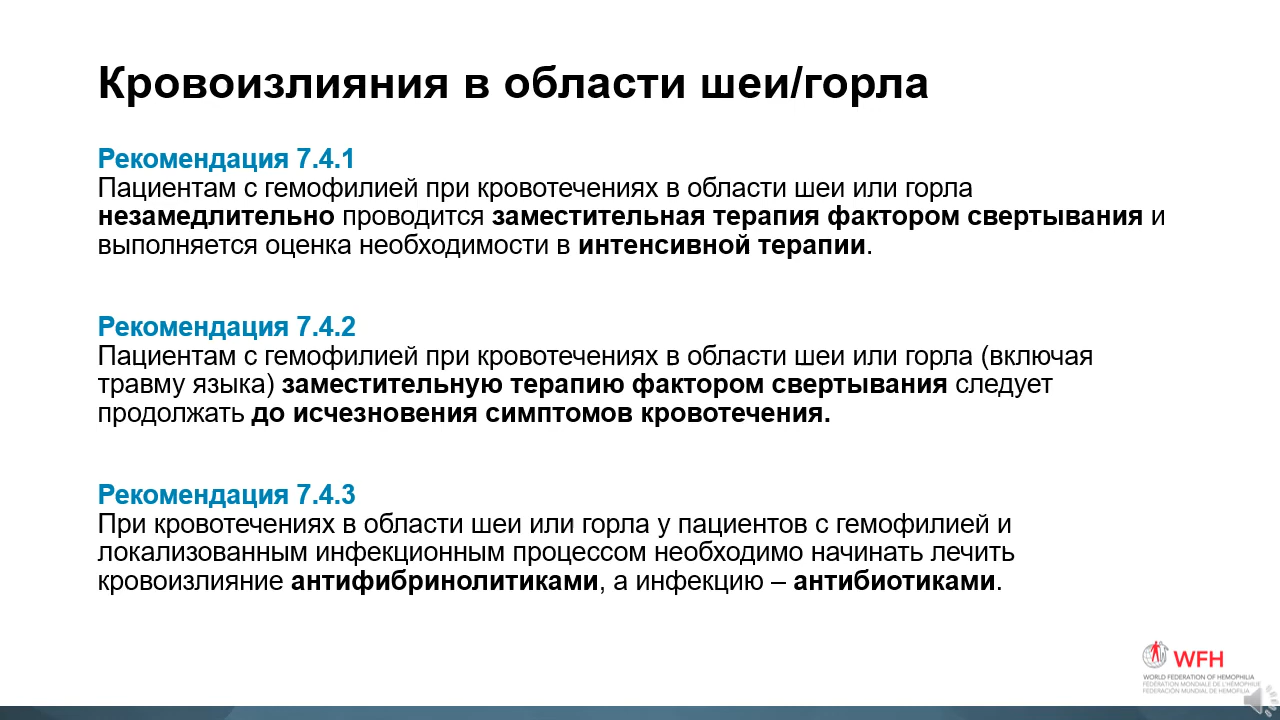 Кровоизлияния в области шеи/горла
Рекомендация 7.4.1
Пациентам с гемофилией при кровотечениях в области шеи или горла
незамедлительно проводится заместительная терапия фактором свертывания и
выполняется оценка необходимости в интенсивной терапии.
Рекомендация 7.4.2
Пациентам с гемофилией при кровотечениях в области шеи или горла (включая
травму языка) заместительную терапию фактором свертывания следует
продолжать до исчезновения симптомов кровотечения.
Рекомендация 7.4.3
При кровотечениях в области шеи или горла у пациентов с гемофилией и
локализованным инфекционным процессом необходимо начинать лечить
кровоизлияние антифибринолитиками, а инфекцию – антибиотиками.
WFH
WORLD FEDERATION OF HEMOPHILIA
FÉDÉRATION MONDIALE DE L'HÉMOPHILIE
FEDERACIÓN MUNDIAL DE HEMOFILIA